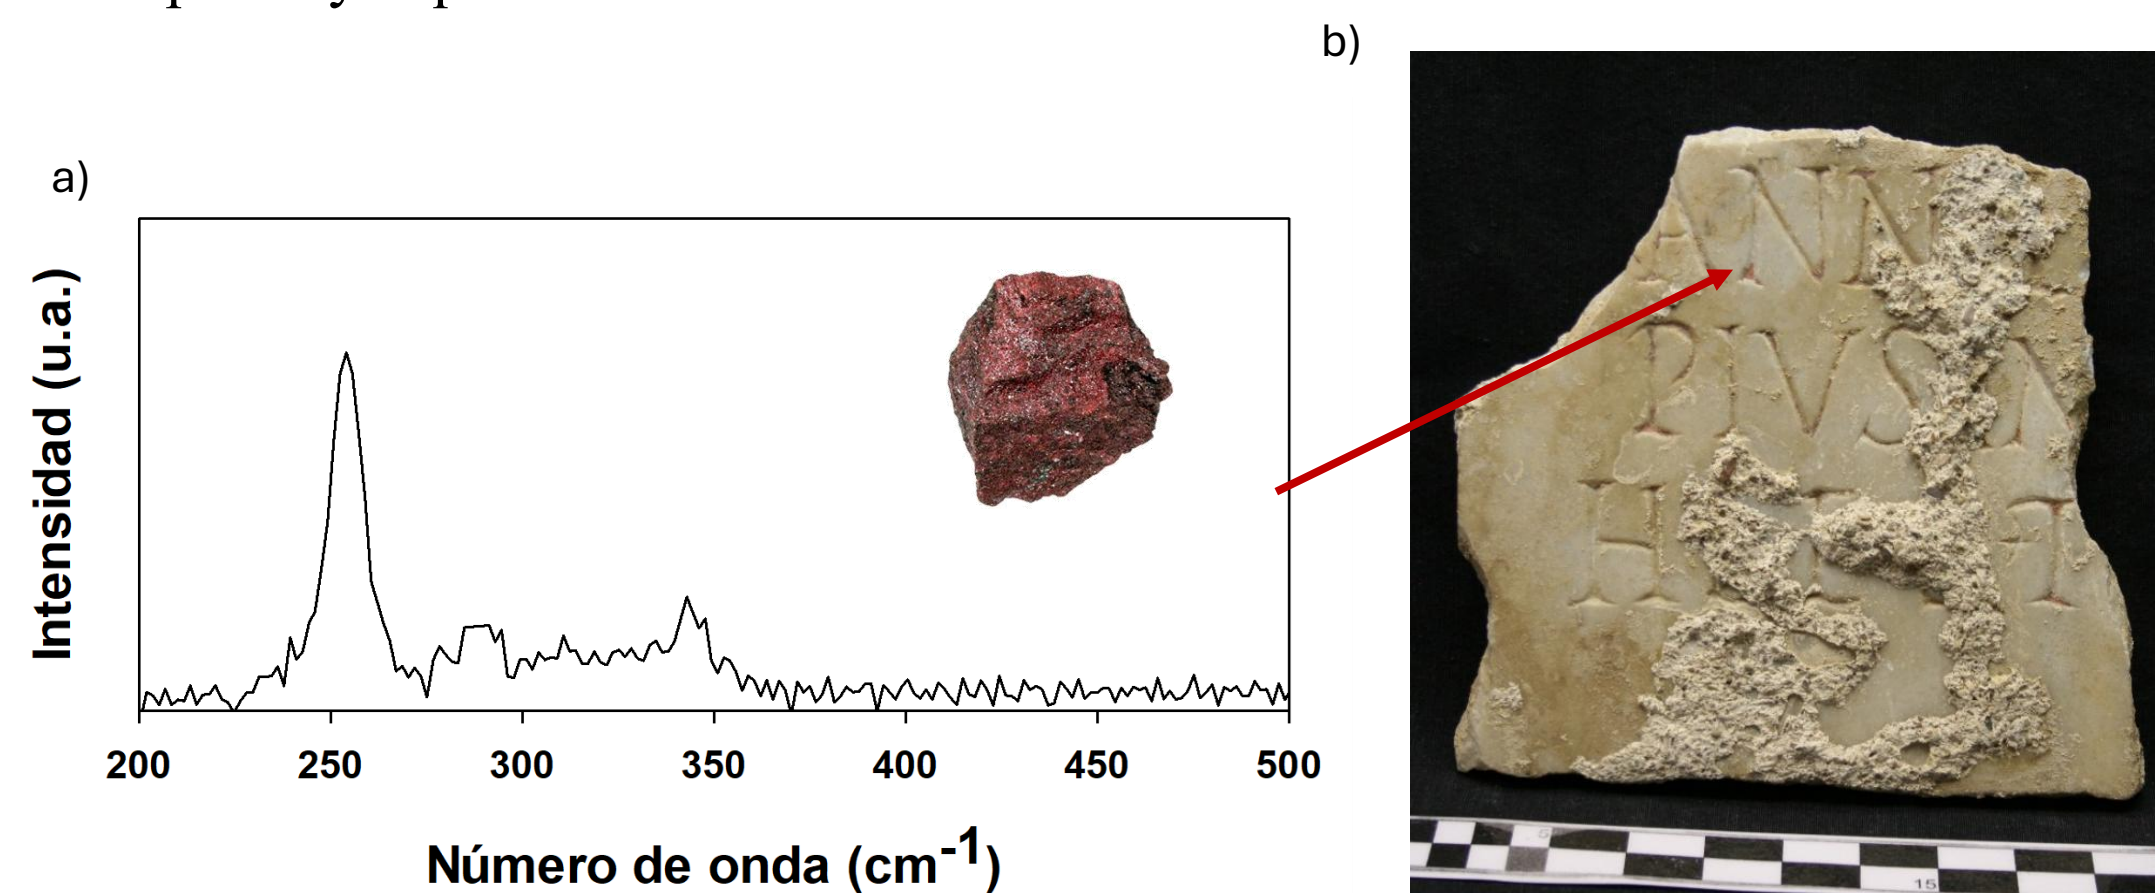 b)
a)
Intensidad (u.a.)
200 250 300 350 400 450 500
Número de onda (cm-1)
ANN
PIVS A
H
T
15